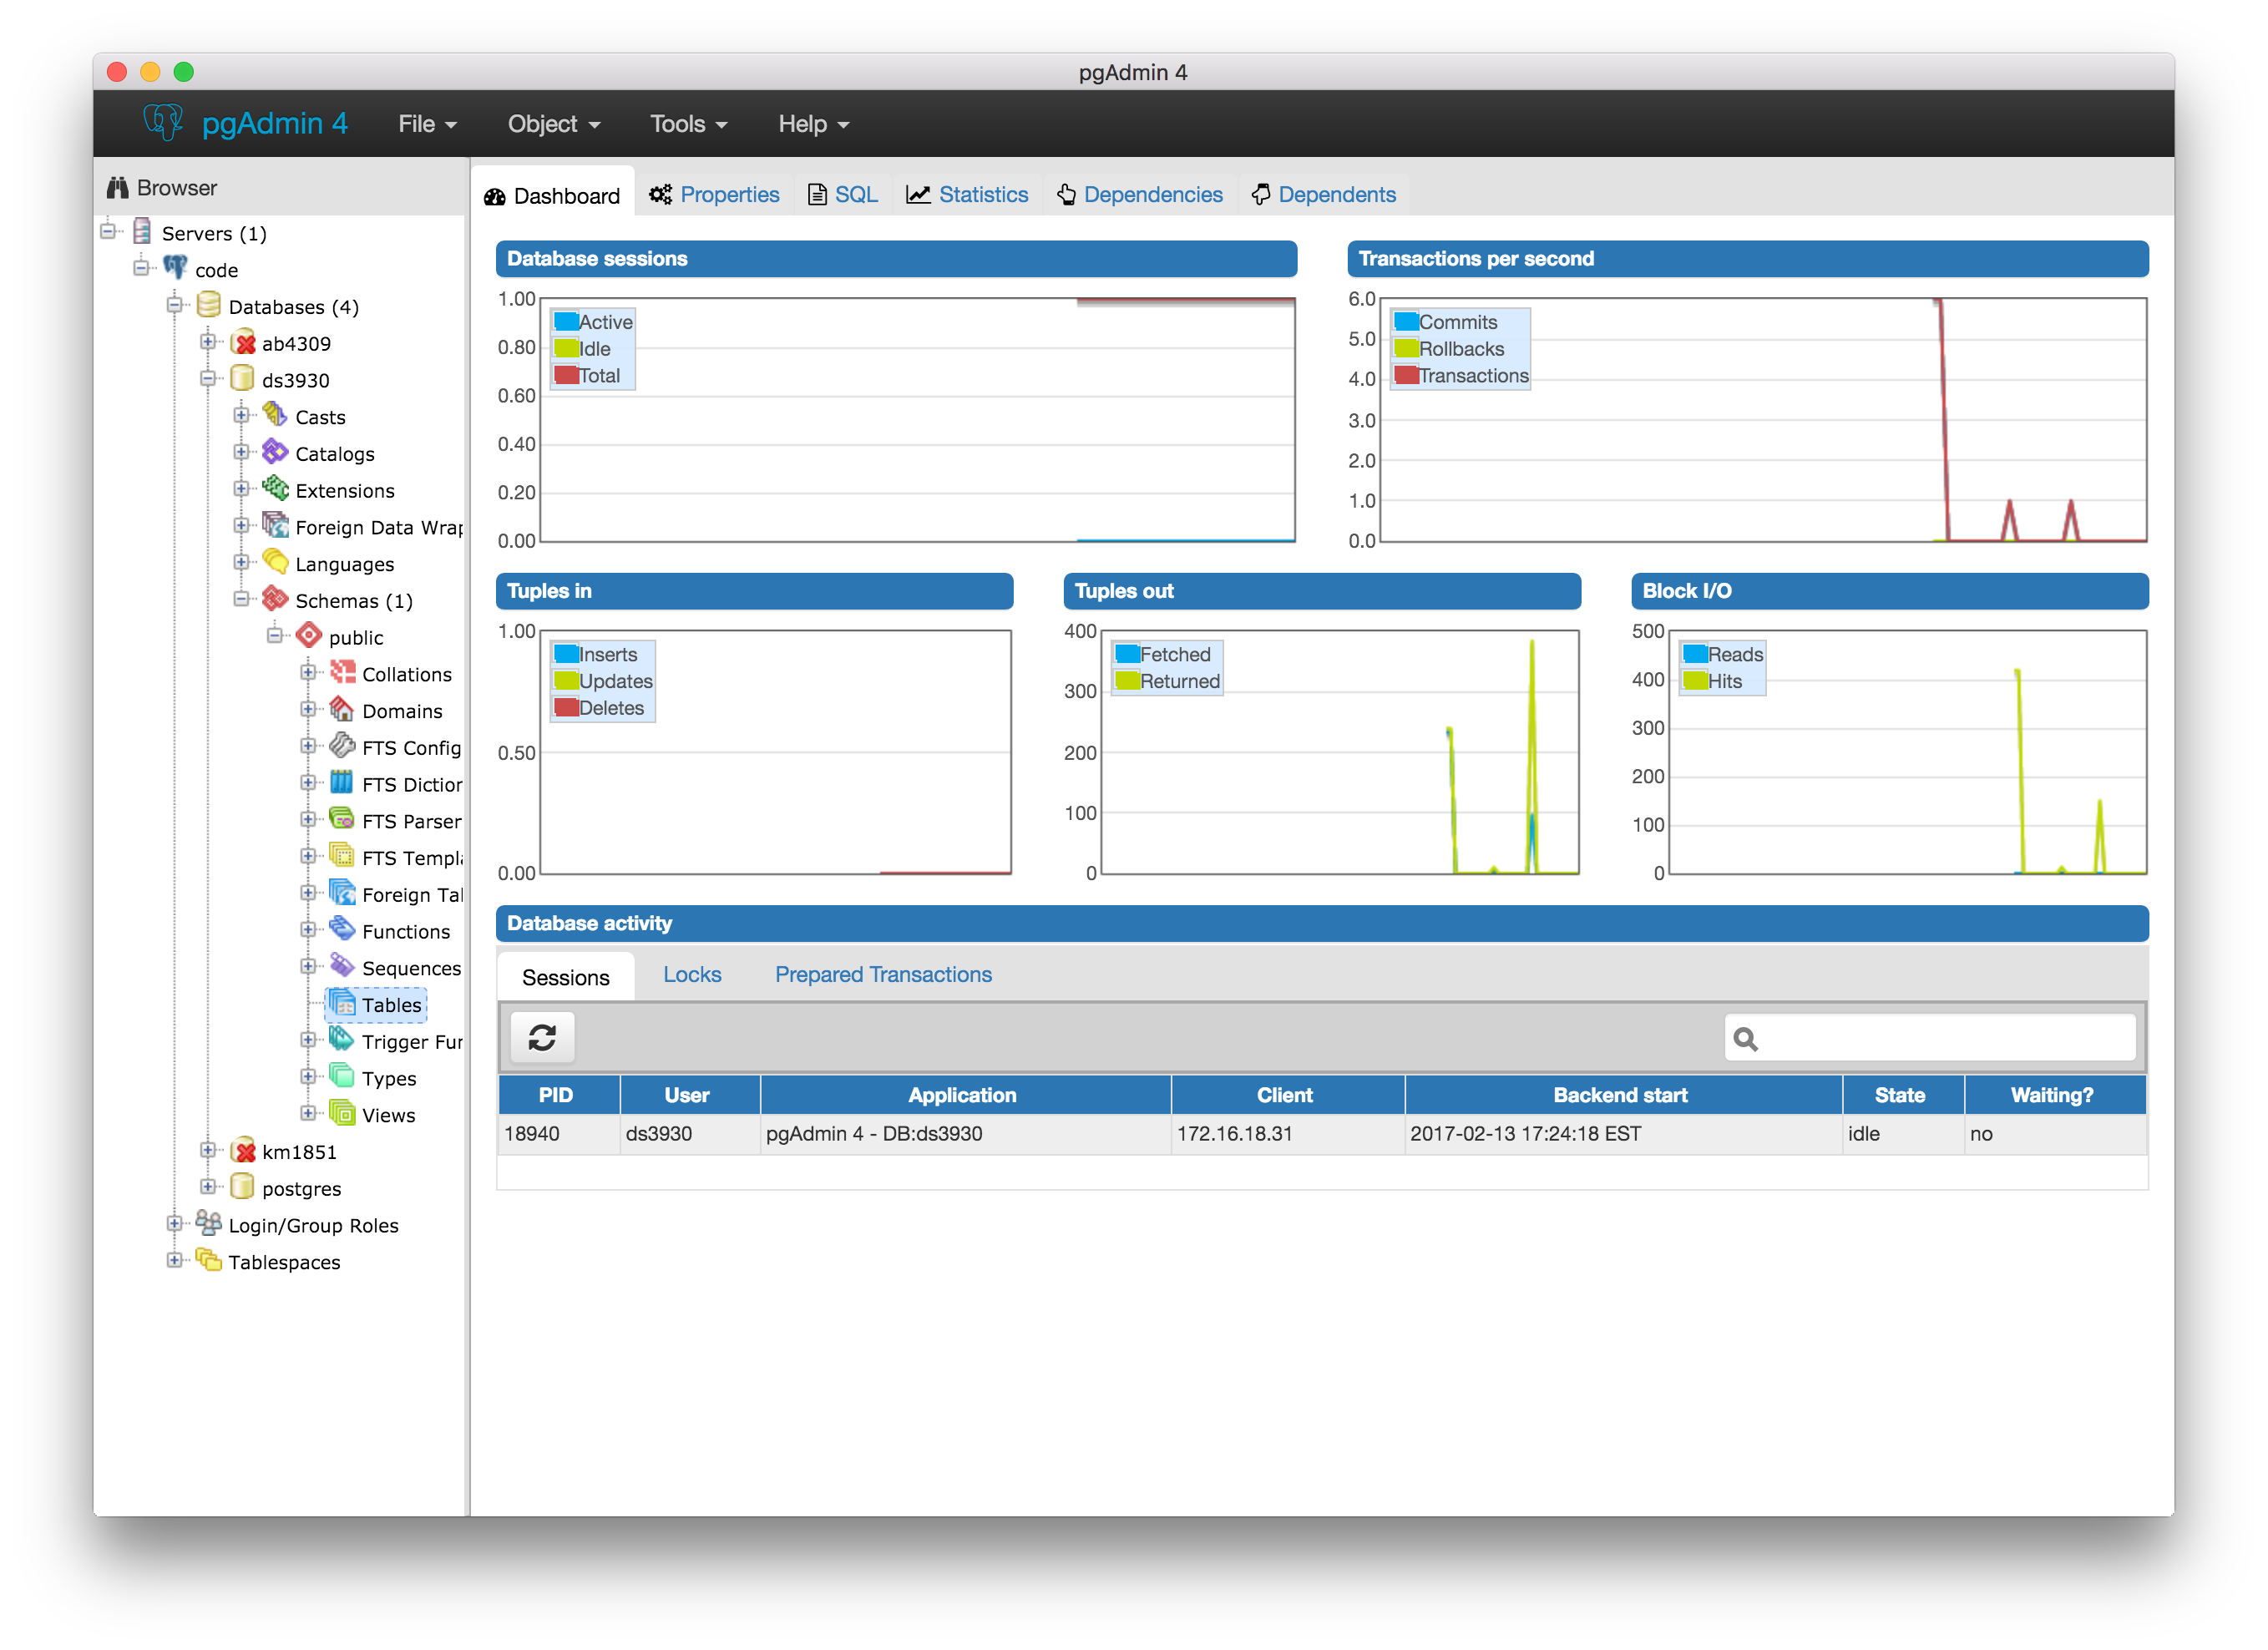 pgAdmin 4
pgAdmin 4 File Object Tools Help
Browser
Servers (1)
code
Databases (4)
ab4309
ds3930
Casts
Catalogs
Extensions
Foreign Data Wrap
Languages
Schemas (1)
public
Collations
Domains
FTS Config
FTS Diction
FTS Parser
FTS Templa
Foreign Tal
Functions
Sequences
Tables
Trigger Fun
Types
Views
km1851
postgres
Login/Group Roles
Tablespaces
Dashboard Properties SQL Statistics Dependencies Dependents
Database sessions
1.00
0.80
0.60
0.40
0.20
0.00
Active
Idle
Total
Transactions per second
6.0
5.0
4.0
3.0
2.0
1.0
0.0
Commits
Rollbacks
Transactions
Tuples in
1.00
0.50
0.00
Inserts
Updates
Deletes
Tuples out
400
300
200
100
0
Fetched
Returned
Block I/O
500
400
300
200
100
0
Reads
Hits
Database activity
Sessions Locks Prepared Transactions
PID User Application Client Backend start State Waiting?
18940 ds3930 pgAdmin 4 - DB:ds3930 172.16.18.31 2017-02-13 17:24:18 EST idle no